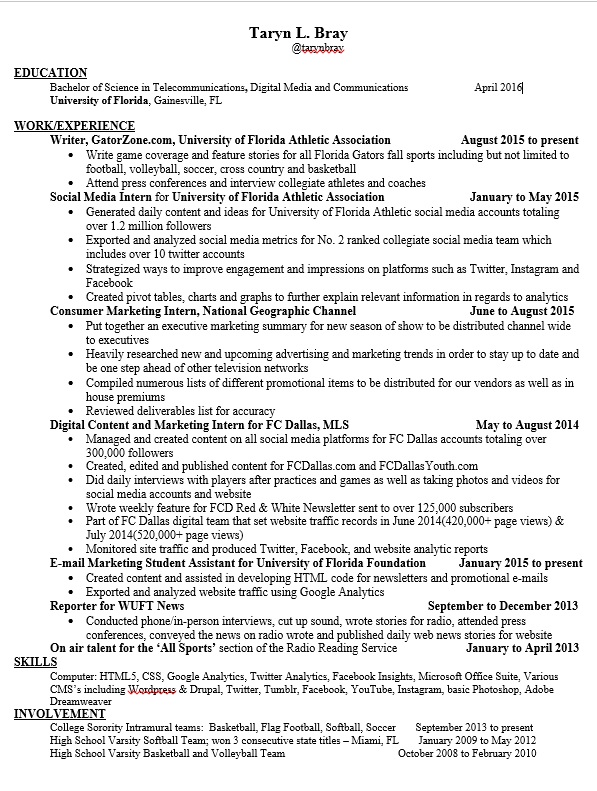 Taryn L. Bray
@tarynbray
EDUCATION
Bachelor of Science in Telecommunications, Digital Media and Communications April 2016
University of Florida, Gainesville, FL
WORK/EXPERIENCE
Writer, GatorZone.com, University of Florida Athletic Association August 2015 to present
• Write game coverage and feature stories for all Florida Gators fall sports including but not limited to
football, volleyball, soccer, cross country and basketball
• Attend press conferences and interview collegiate athletes and coaches
Social Media Intern for University of Florida Athletic Association January to May 2015
• Generated daily content and ideas for University of Florida Athletic social media accounts totaling
over 1.2 million followers
• Exported and analyzed social media metrics for No. 2 ranked collegiate social media team which
includes over 10 twitter accounts
• Strategized ways to improve engagement and impressions on platforms such as Twitter, Instagram and
Facebook
• Created pivot tables, charts and graphs to further explain relevant information in regards to analytics
Consumer Marketing Intern, National Geographic Channel June to August 2015
• Put together an executive marketing summary for new season of show to be distributed channel wide
to executives
• Heavily researched new and upcoming advertising and marketing trends in order to stay up to date and
be one step ahead of other television networks
• Compiled numerous lists of different promotional items to be distributed for our vendors as well as in
house premiums
• Reviewed deliverables list for accuracy
Digital Content and Marketing Intern for FC Dallas, MLS May to August 2014
• Managed and created content on all social media platforms for FC Dallas accounts totaling over
300,000 followers
• Created, edited and published content for FCDallas.com and FCDallasYouth.com
• Did daily interviews with players after practices and games as well as taking photos and videos for
social media accounts and website
• Wrote weekly feature for FCD Red & White Newsletter sent to over 125,000 subscribers
• Part of FC Dallas digital team that set website traffic records in June 2014(420,000+ page views) &
July 2014(520,000+ page views)
• Monitored site traffic and produced Twitter, Facebook, and website analytic reports
E-mail Marketing Student Assistant for University of Florida Foundation January 2015 to present
• Created content and assisted in developing HTML code for newsletters and promotional e-mails
• Exported and analyzed website traffic using Google Analytics
Reporter for WUFT News September to December 2013
• Conducted phone/in-person interviews, cut up sound, wrote stories for radio, attended press
conferences, conveyed the news on radio wrote and published daily web news stories for website
On air talent for the ‘All Sports’ section of the Radio Reading Service January to April 2013
SKILLS
Computer: HTML5, CSS, Google Analytics, Twitter Analytics, Facebook Insights, Microsoft Office Suite, Various
CMS’s including Wordpress & Drupal, Twitter, Tumblr, Facebook, YouTube, Instagram, basic Photoshop, Adobe
Dreamweaver
INVOLVEMENT
College Sorority Intramural teams: Basketball, Flag Football, Softball, Soccer September 2013 to present
High School Varsity Softball Team; won 3 consecutive state titles – Miami, FL January 2009 to May 2012
High School Varsity Basketball and Volleyball Team October 2008 to February 2010